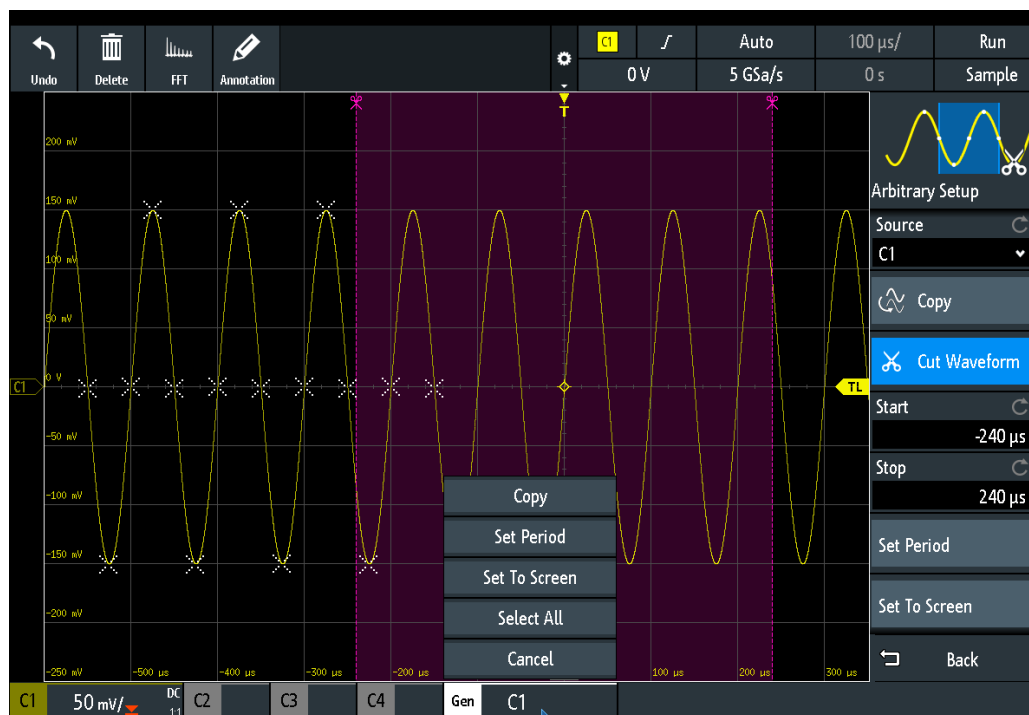 Undo
Delete
FFT
Annotation
C1
Auto
100 µs/
Run
0 V
5 GSa/s
0 s
Sample
T
200 mV
150 mV
100 mV
50 mV
0 V
-50 mV
-100 mV
-150 mV
-200 mV
-250 mV
-500 µs
-400 µs
-300 µs
-200 µs
100 µs
200 µs
300 µs
C1
TL
Copy
Set Period
Set To Screen
Select All
Cancel
Arbitrary Setup
Source
C1
Copy
Cut Waveform
Start
-240 µs
Stop
240 µs
Set Period
Set To Screen
Back
C1
50 mV/
DC
1:1
C2
C3
C4
Gen
C1